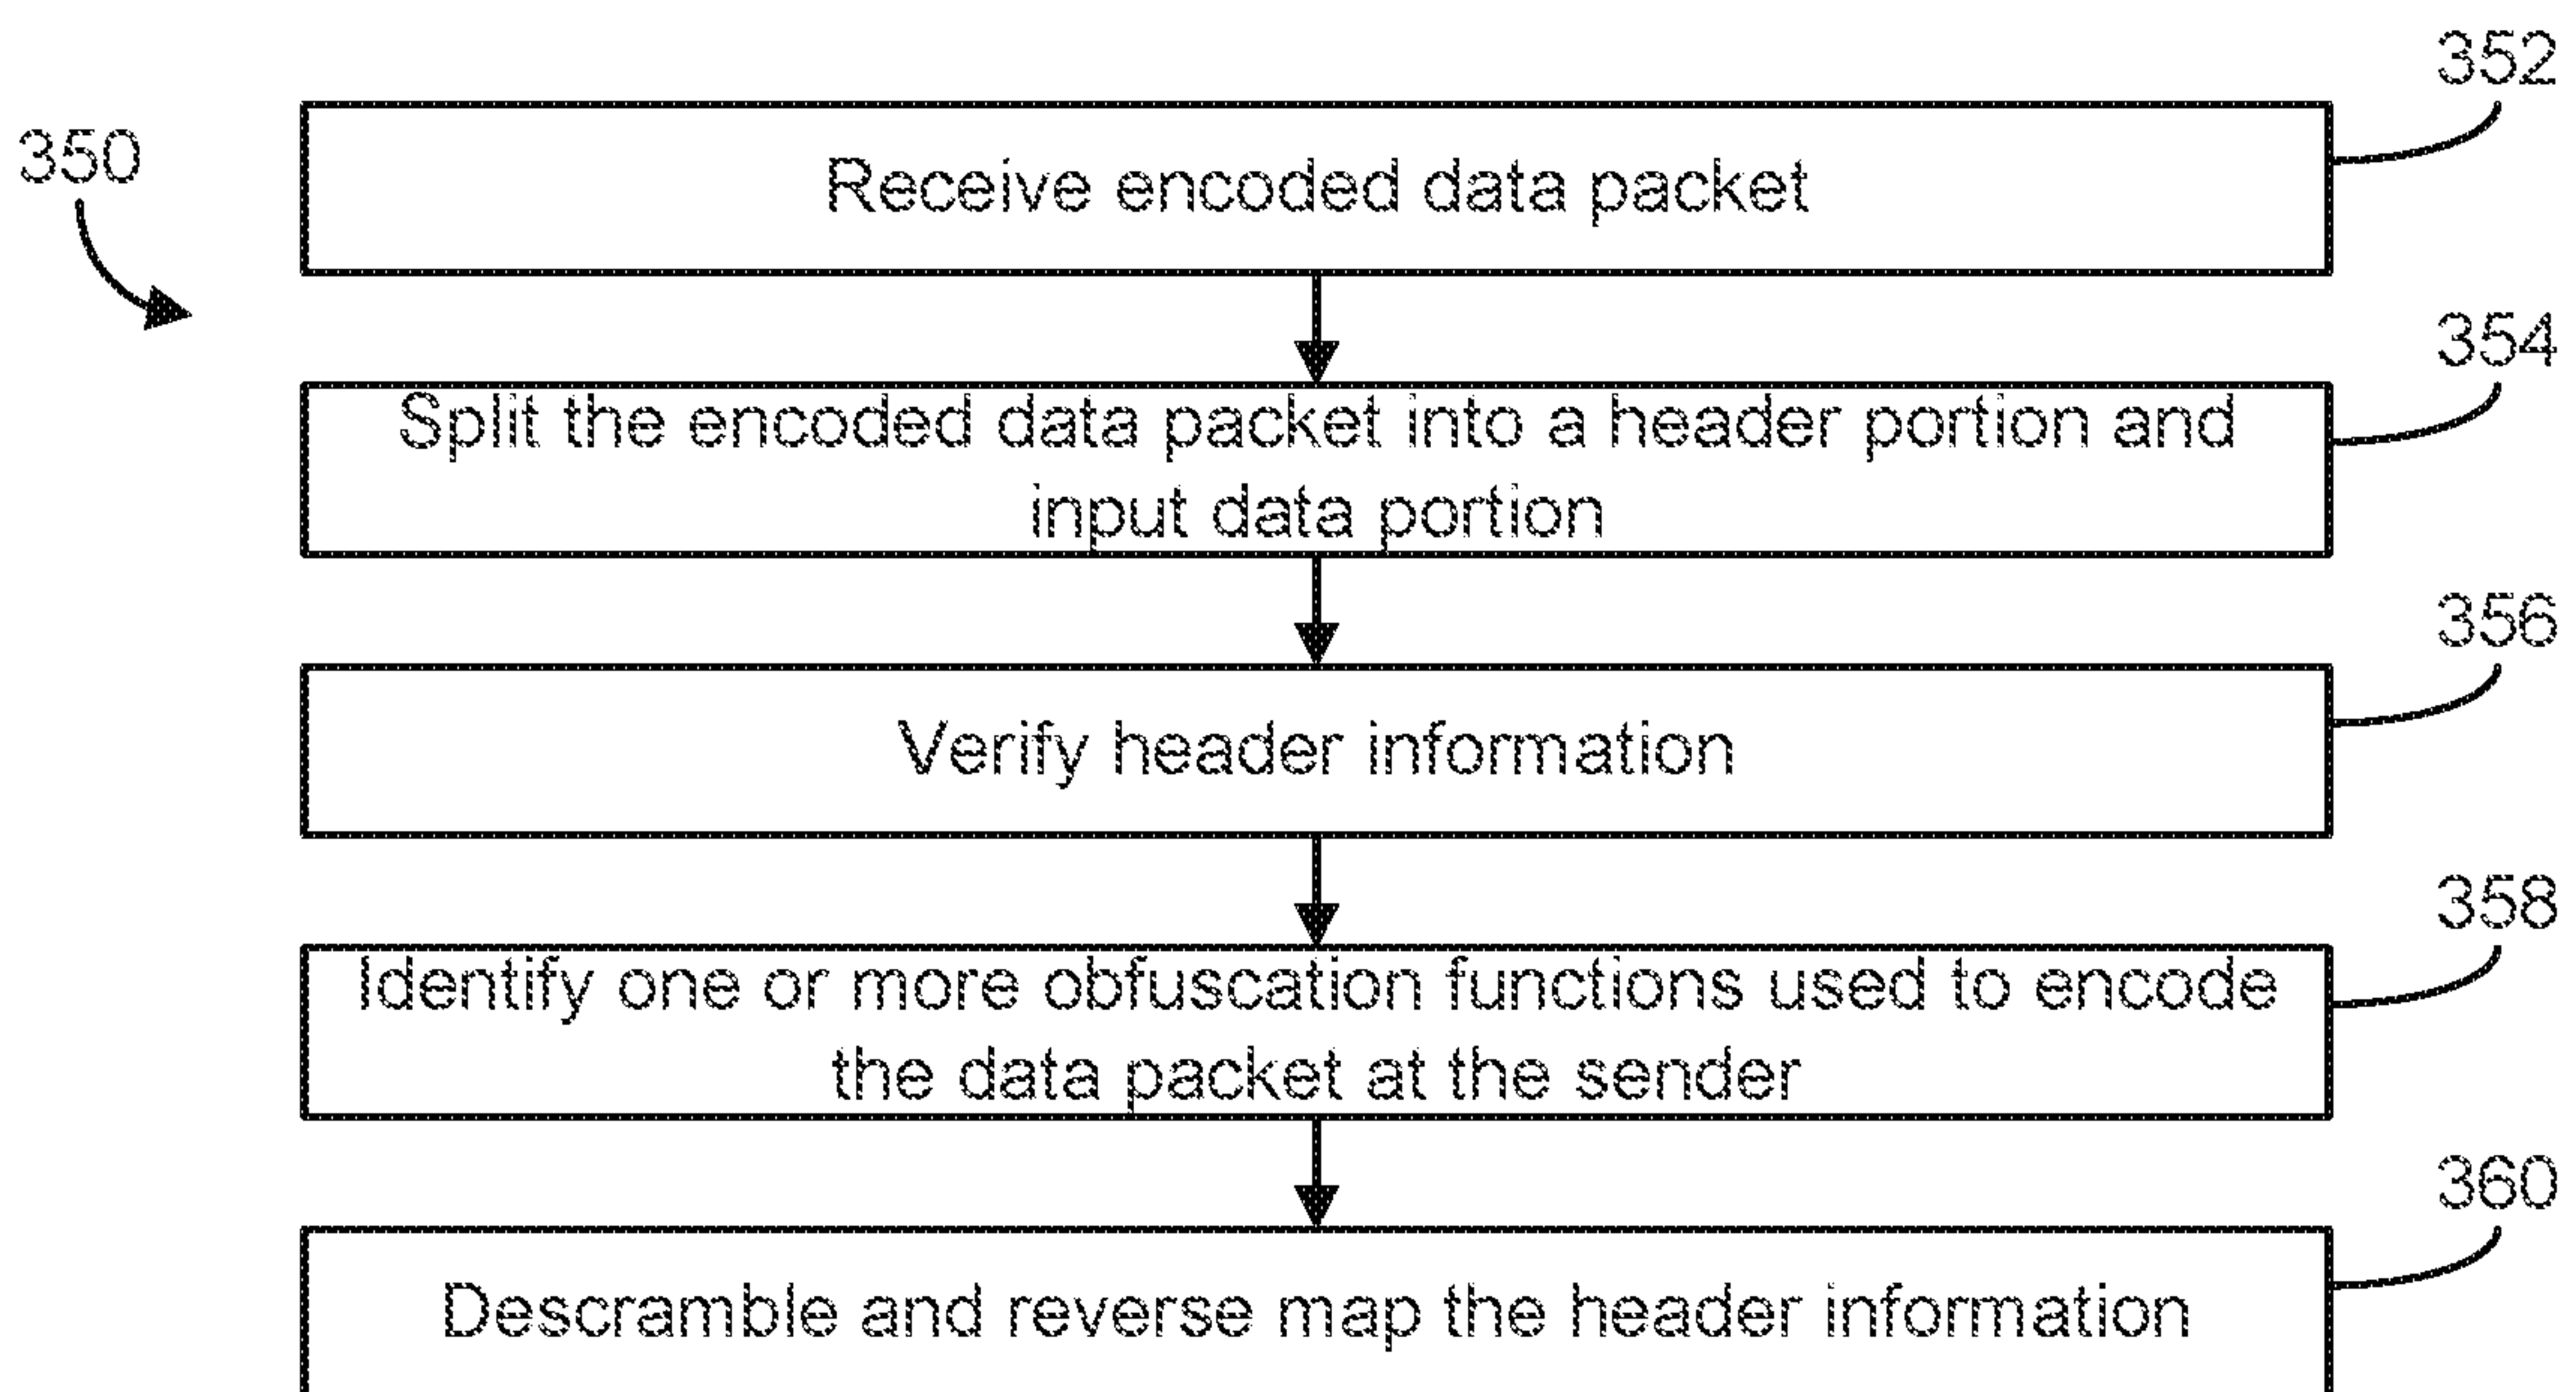 352
350
Receive encoded data packet
354
Split the encoded data packet into a header portion and
input data portion
356
Verify header information
358
Identify one or more obfuscation functions used to encode
the data packet at the sender
360
Descramble and reverse map the header information